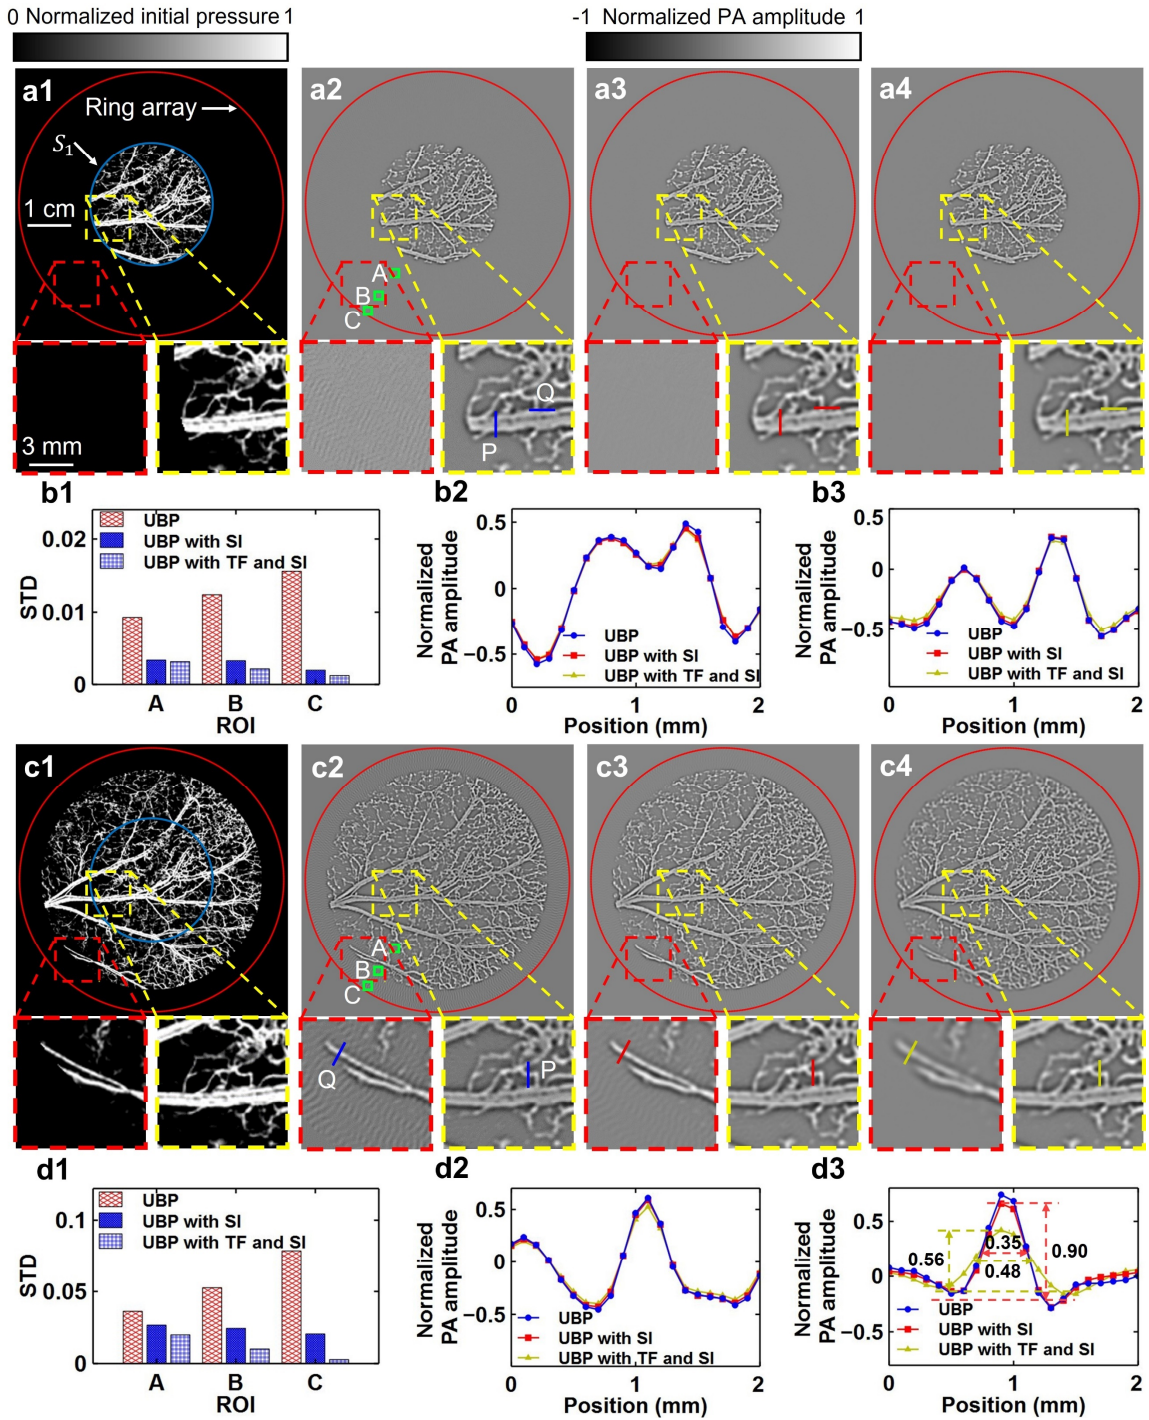 0 Normalized initial pressure 1
-1 Normalized PA amplitude 1
a1
Ring array
S1
1 cm
3 mm
a2
A
B
C
Q
P
a3
a4
b1
0.02
0.01
0
STD
UBP
UBP with SI
UBP with TF and SI
A B C
ROI
b2
Normalized
PA amplitude
0.5
0
−0.5
UBP
UBP with SI
UBP with TF and SI
0 1 2
Position (mm)
b3
Normalized
PA amplitude
0.5
0
−0.5
UBP
UBP with SI
UBP with TF and SI
0 1 2
Position (mm)
c1
c2
A
B
C
Q
P
c3
c4
d1
0.1
0.05
0
STD
UBP
UBP with SI
UBP with TF and SI
A B C
ROI
d2
Normalized
PA amplitude
0.5
0
−0.5
UBP
UBP with SI
UBP with TF and SI
0 1 2
Position (mm)
d3
Normalized
PA amplitude
0.5
0
−0.5
0.56
0.35
0.48
0.90
UBP
UBP with SI
UBP with TF and SI
0 1 2
Position (mm)